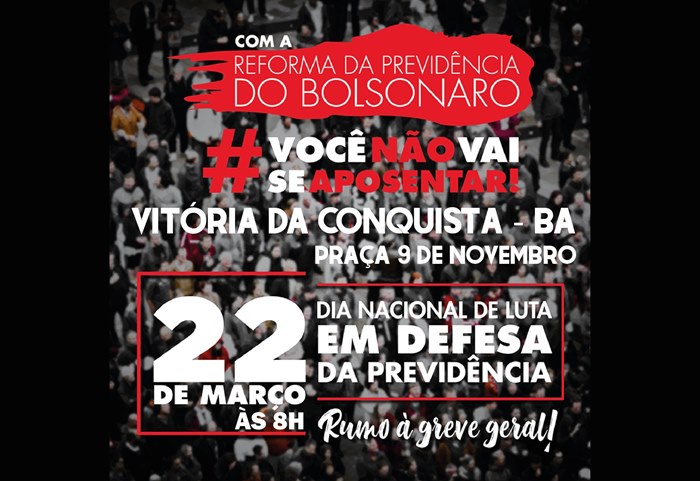 COM A
REFORMA DA PREVIDÊNCIA
DO BOLSONARO
# VOCÊ NÃO VAI
SE APOSENTAR!
VITÓRIA DA CONQUISTA - BA
PRAÇA 9 DE NOVEMBRO
22
DE MARÇO
ÀS 8H
DIA NACIONAL DE LUTA
EM DEFESA
DA PREVIDÊNCIA
Rumo à greve geral!